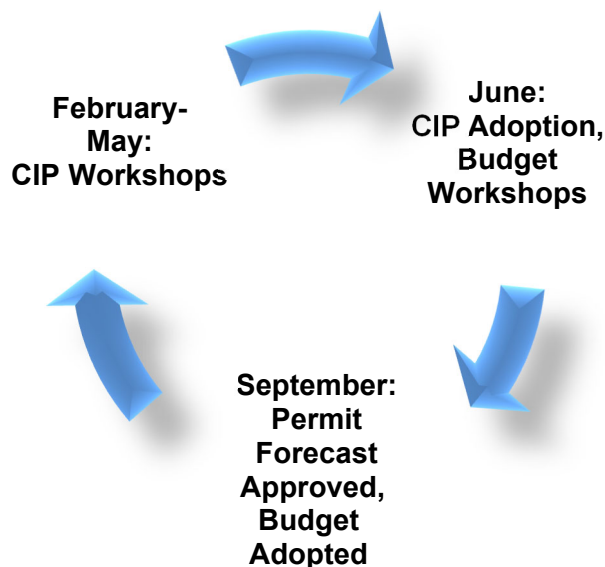 February-
May:
CIP Workshops
June:
CIP Adoption,
Budget
Workshops
September:
Permit
Forecast
Approved,
Budget
Adopted